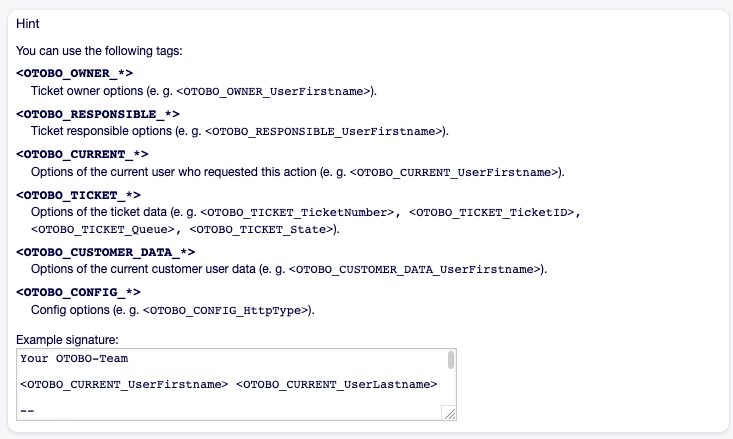 Hint
You can use the following tags:
<OTOBO_OWNER_*>
Ticket owner options (e. g. <OTOBO_OWNER_UserFirstname>).
<OTOBO_RESPONSIBLE_*>
Ticket responsible options (e. g. <OTOBO_RESPONSIBLE_UserFirstname>).
<OTOBO_CURRENT_*>
Options of the current user who requested this action (e. g. <OTOBO_CURRENT_UserFirstname>).
<OTOBO_TICKET_*>
Options of the ticket data (e. g. <OTOBO_TICKET_TicketNumber>, <OTOBO_TICKET_TicketID>,
<OTOBO_TICKET_Queue>, <OTOBO_TICKET_State>).
<OTOBO_CUSTOMER_DATA_*>
Options of the current customer user data (e. g. <OTOBO_CUSTOMER_DATA_UserFirstname>).
<OTOBO_CONFIG_*>
Config options (e. g. <OTOBO_CONFIG_HttpType>).
Example signature:
Your OTOBO-Team
<OTOBO_CURRENT_UserFirstname> <OTOBO_CURRENT_UserLastname>
--